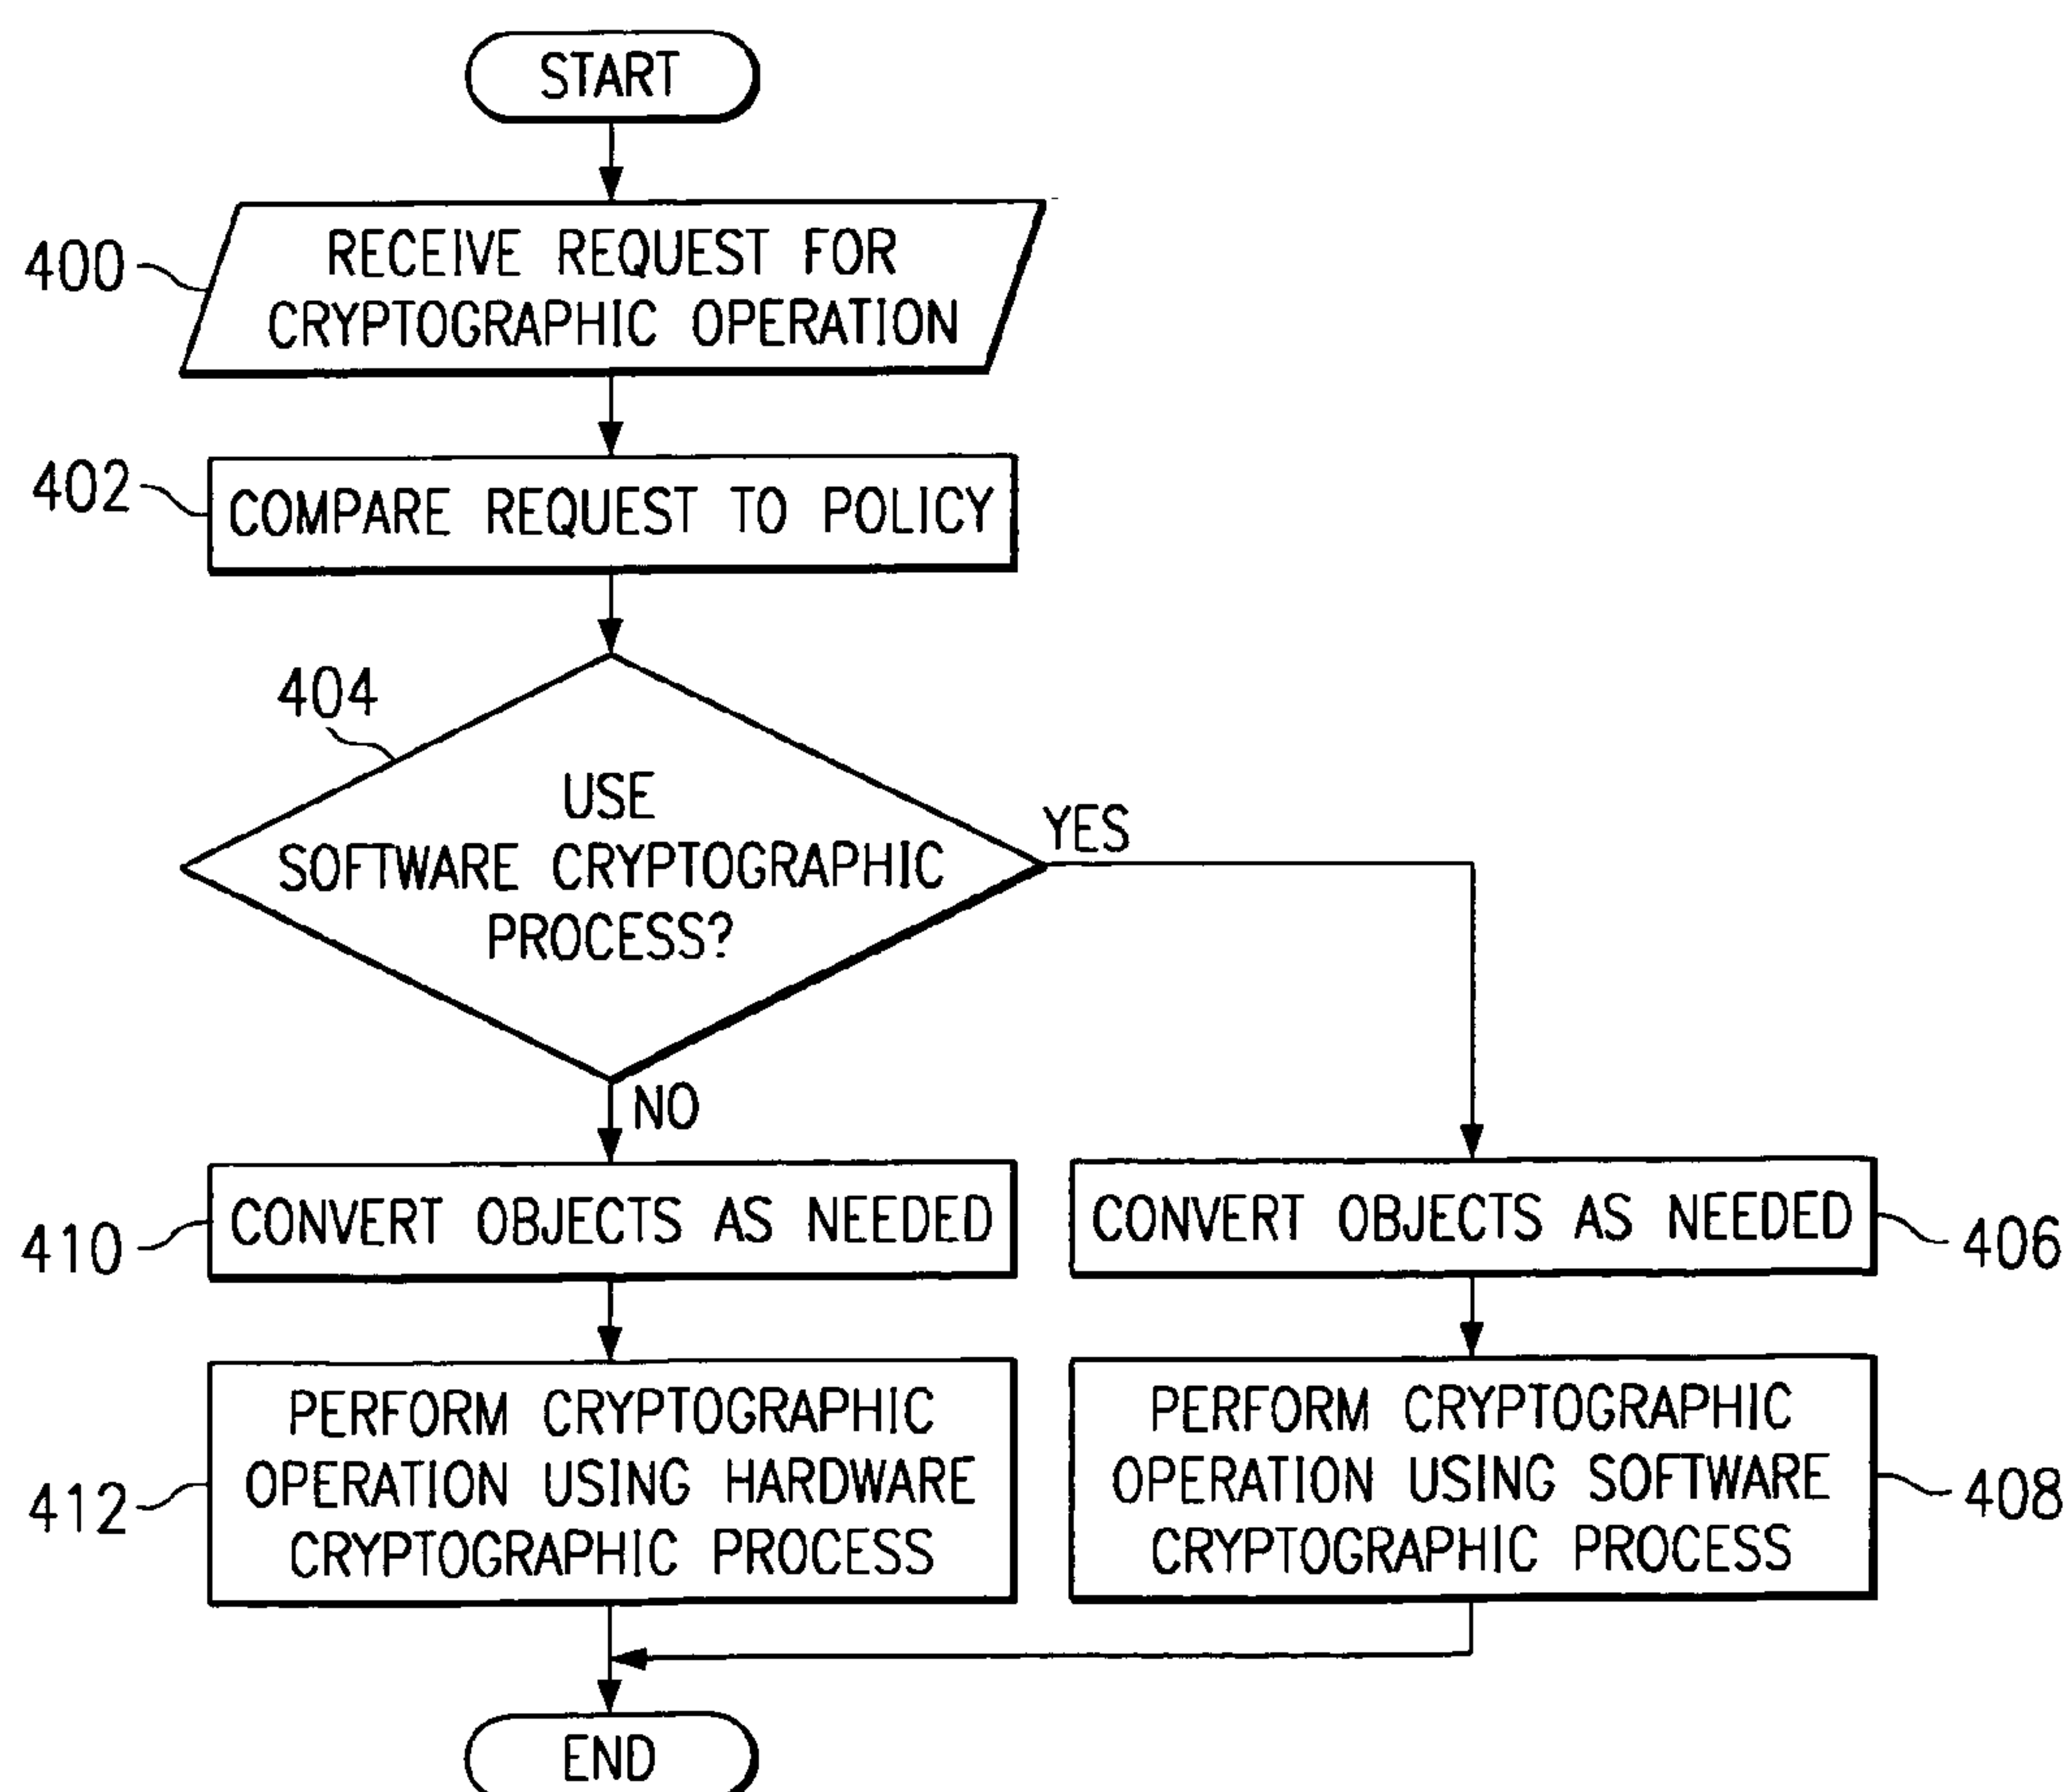 START
400
RECEIVE REQUEST FOR
CRYPTOGRAPHIC OPERATION
402
COMPARE REQUEST TO POLICY
404
USE
SOFTWARE CRYPTOGRAPHIC
PROCESS?
YES
NO
410
CONVERT OBJECTS AS NEEDED
CONVERT OBJECTS AS NEEDED
406
412
PERFORM CRYPTOGRAPHIC
OPERATION USING HARDWARE
CRYPTOGRAPHIC PROCESS
PERFORM CRYPTOGRAPHIC
OPERATION USING SOFTWARE
CRYPTOGRAPHIC PROCESS
408
END